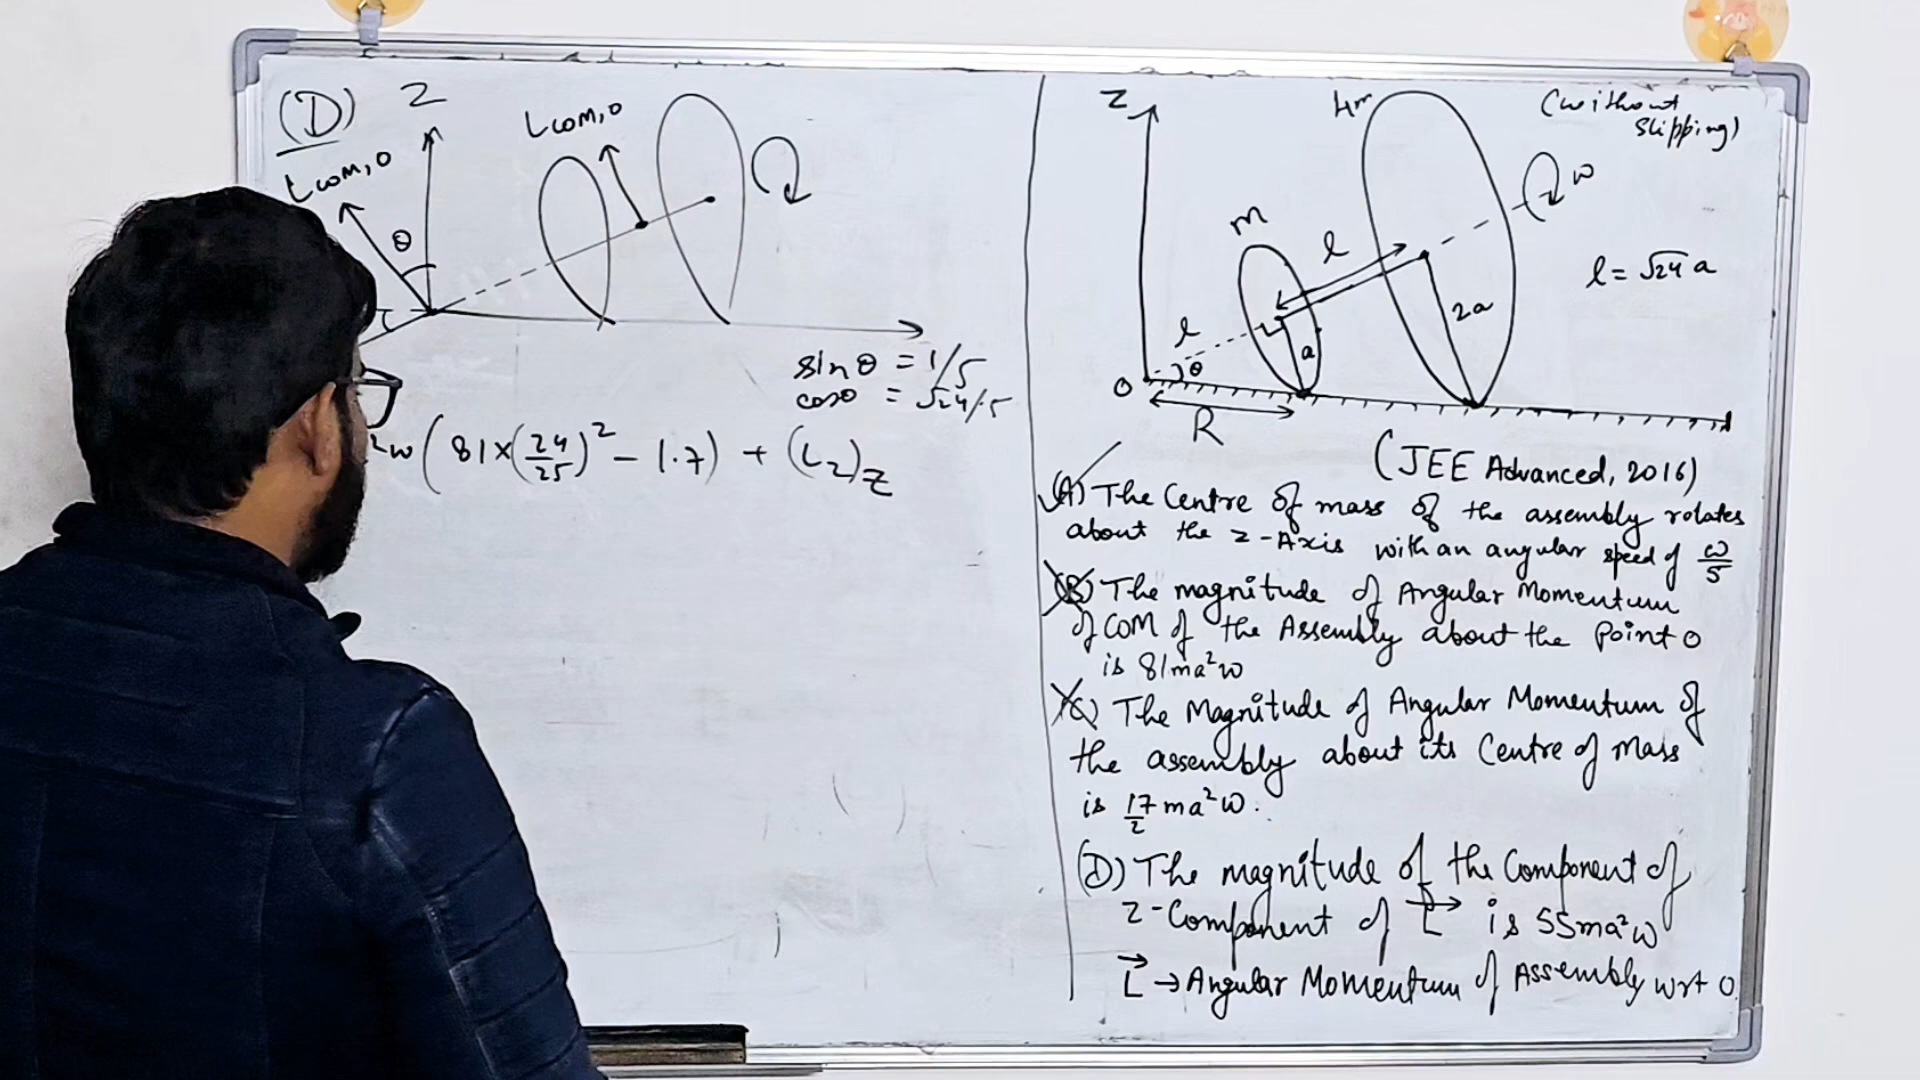 (D)
Z
LCOM,O
θ
LCOM,O
sinθ = 1/5
cosθ = √24/5
²ω (81×(24/25)² − 1.7) + (L₂)z
Z
4m
(without
slipping)
ω
m
l
l = √24 a
2a
l
θ
a
O
R
(JEE Advanced, 2016)
(A) The Centre of mass of the assembly rotates
about the z-Axis with an angular speed of ω/5
(B) The magnitude of Angular Momentum
of COM of the Assembly about the point O
is 81ma²ω
(C) The Magnitude of Angular Momentum of
the assembly about its Centre of Mass
is 17/2 ma²ω.
(D) The magnitude of the Component of
Z-Component of L⃗ is 55ma²ω
L⃗ → Angular Momentum of Assembly wrt O